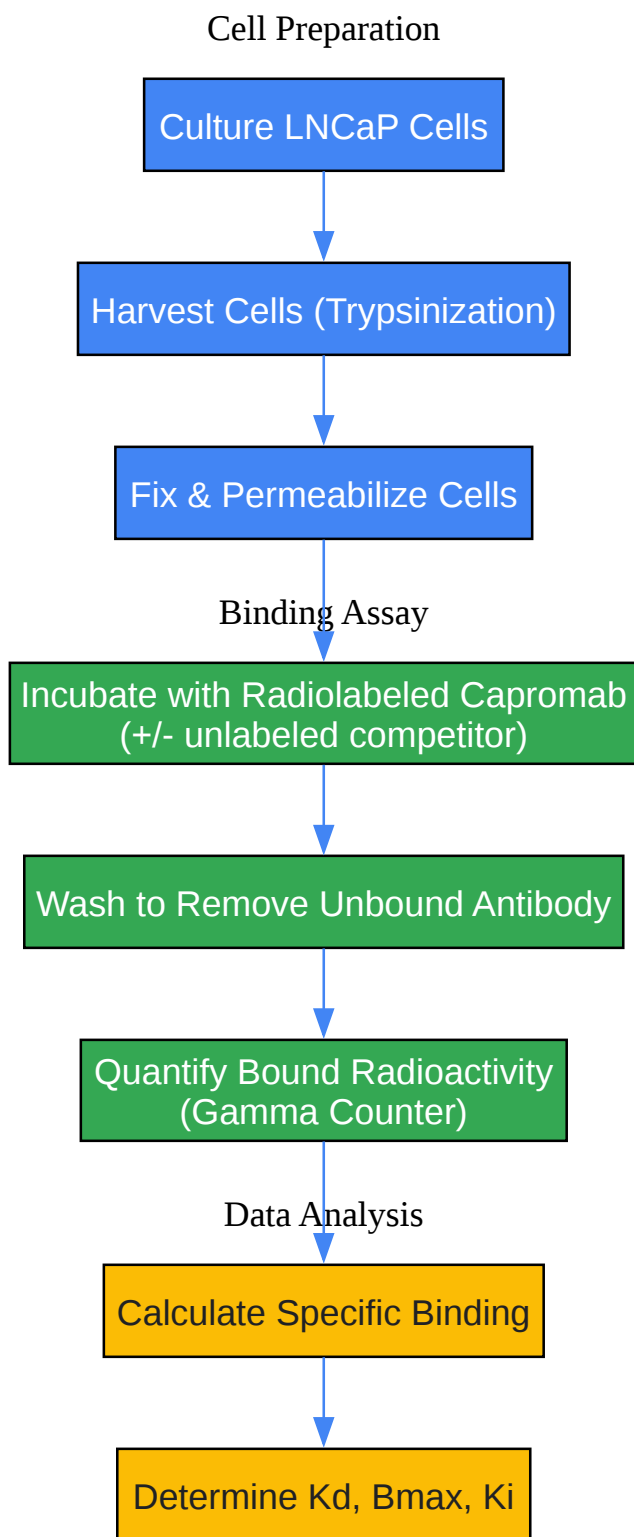 Cell Preparation
Culture LNCaP Cells
Harvest Cells (Trypsinization)
Fix & Permeabilize Cells
Binding Assay
Incubate with Radiolabeled Capromab
(+/- unlabeled competitor)
Wash to Remove Unbound Antibody
Quantify Bound Radioactivity
(Gamma Counter)
Data Analysis
Calculate Specific Binding
Determine Kd, Bmax, Ki